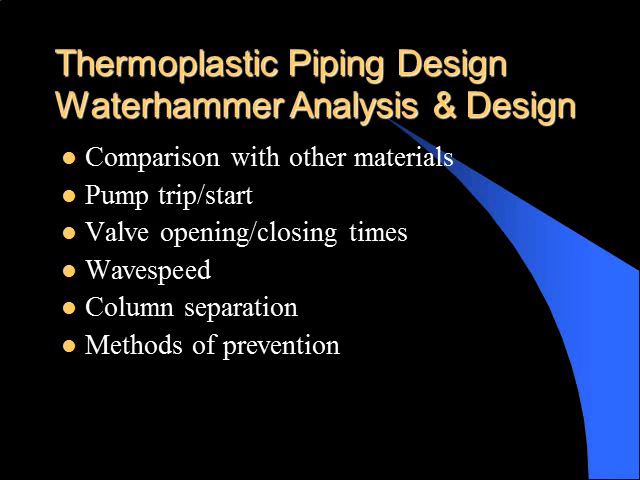 Thermoplastic Piping Design
Waterhammer Analysis & Design
Comparison with other materials
Pump trip/start
Valve opening/closing times
Wavespeed
Column separation
Methods of prevention